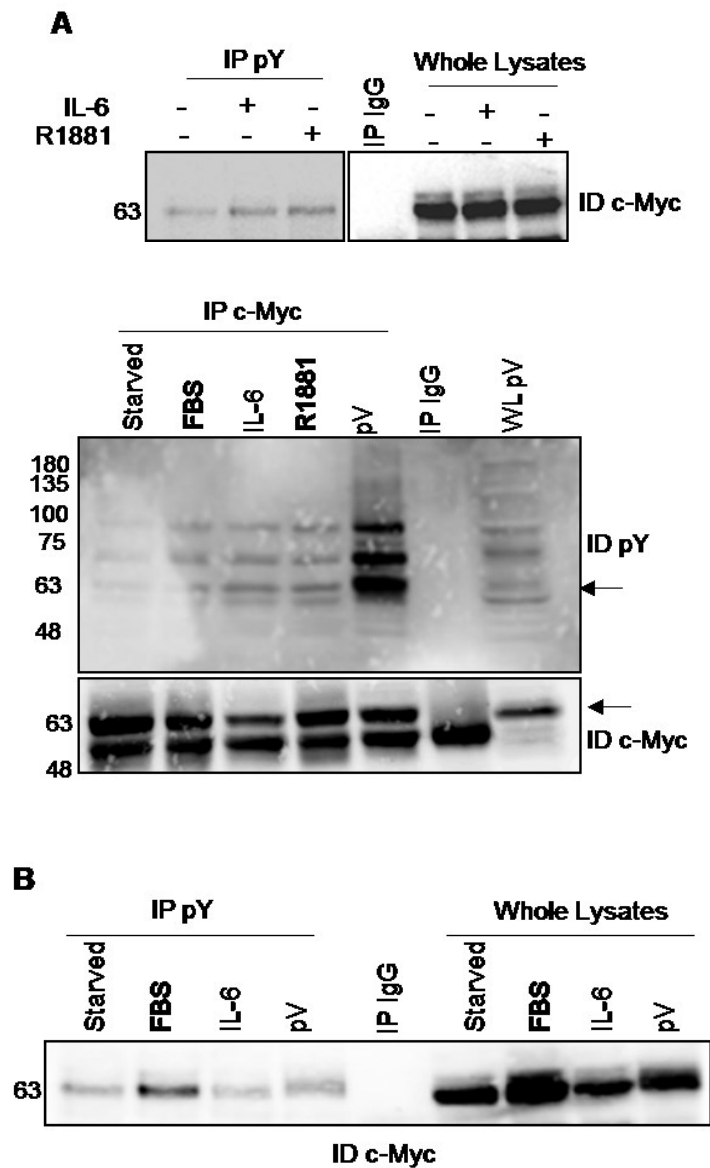 A
IP pY
IP IgG
Whole Lysates
IL-6 - + - - + -
R1881 - - + - - +
63
ID c-Myc
IP c-Myc
Starved
FBS
IL-6
R1881
pV
IP IgG
WL pV
180
135
100
75
63
48
ID pY
63
48
ID c-Myc
B
IP pY
Whole Lysates
Starved
FBS
IL-6
pV
IP IgG
Starved
FBS
IL-6
pV
63
ID c-Myc